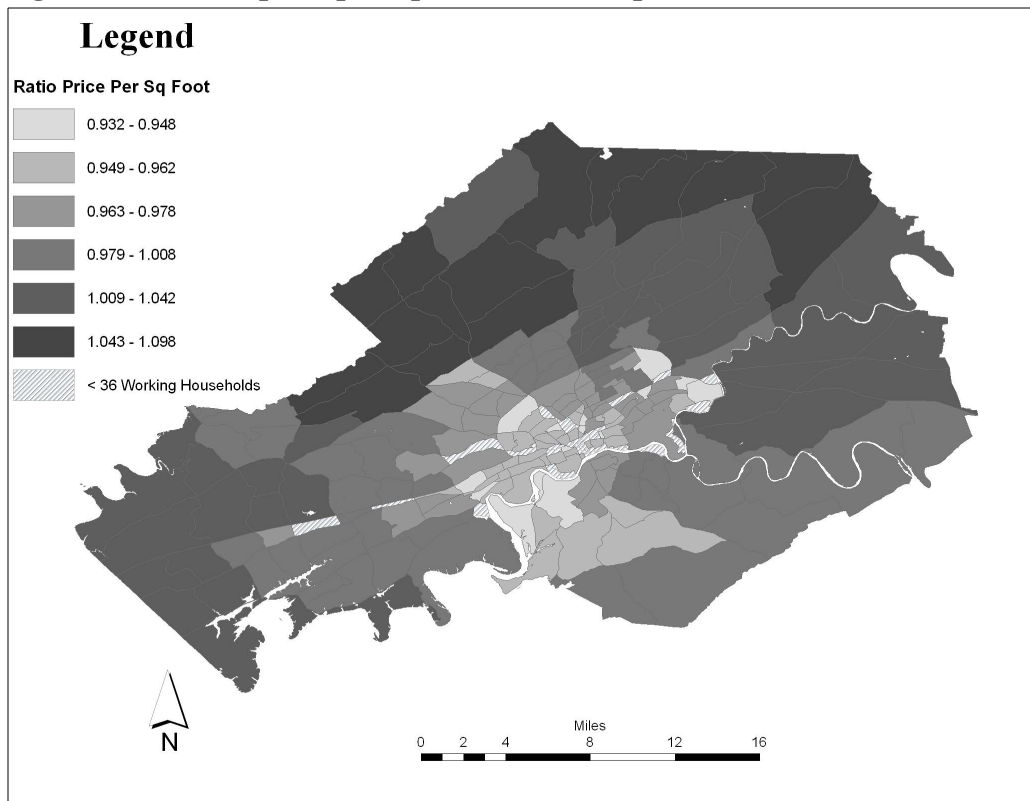 Legend
Ratio Price Per Sq Foot
0.932 - 0.948
0.949 - 0.962
0.963 - 0.978
0.979 - 1.008
1.009 - 1.042
1.043 - 1.098
< 36 Working Households
N
Miles
0 2 4 8 12 16